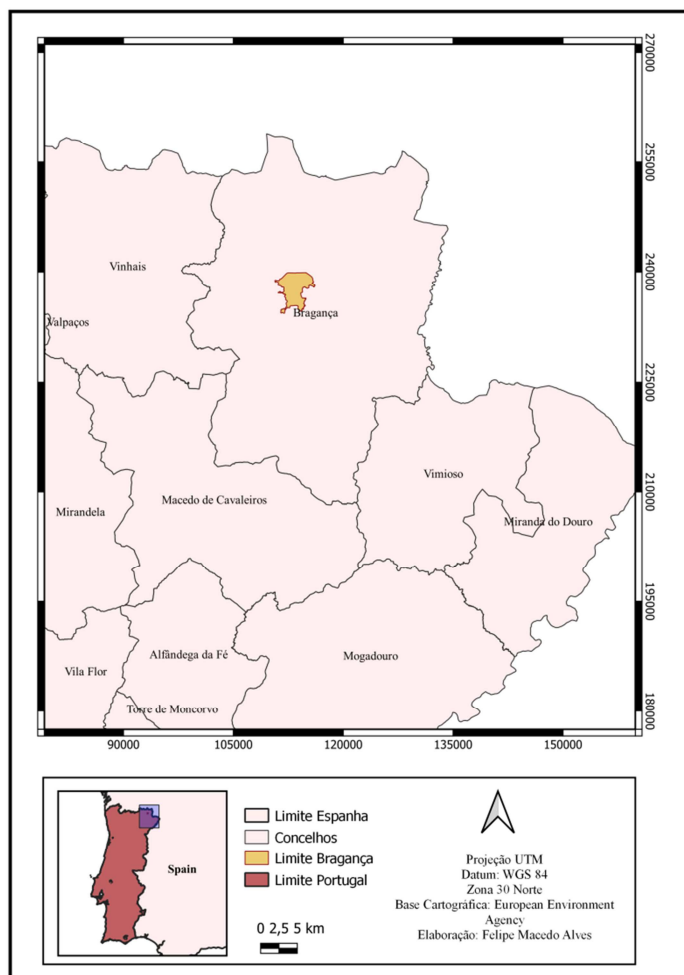 270000
255000
Vinhais
240000
Bragança
Valpaços
225000
Vimioso
Macedo de Cavaleiros
210000
Mirandela
Miranda do Douro
195000
Alfândega da Fé
Mogadouro
Vila Flor
Torre de Moncorvo
180000
90000 105000 120000 135000 150000
Spain
Limite Espanha
Concelhos
Limite Bragança
Limite Portugal
0 2,5 5 km
Projeção UTM
Datum: WGS 84
Zona 30 Norte
Base Cartográfica: European Environment
Agency
Elaboração: Felipe Macedo Alves